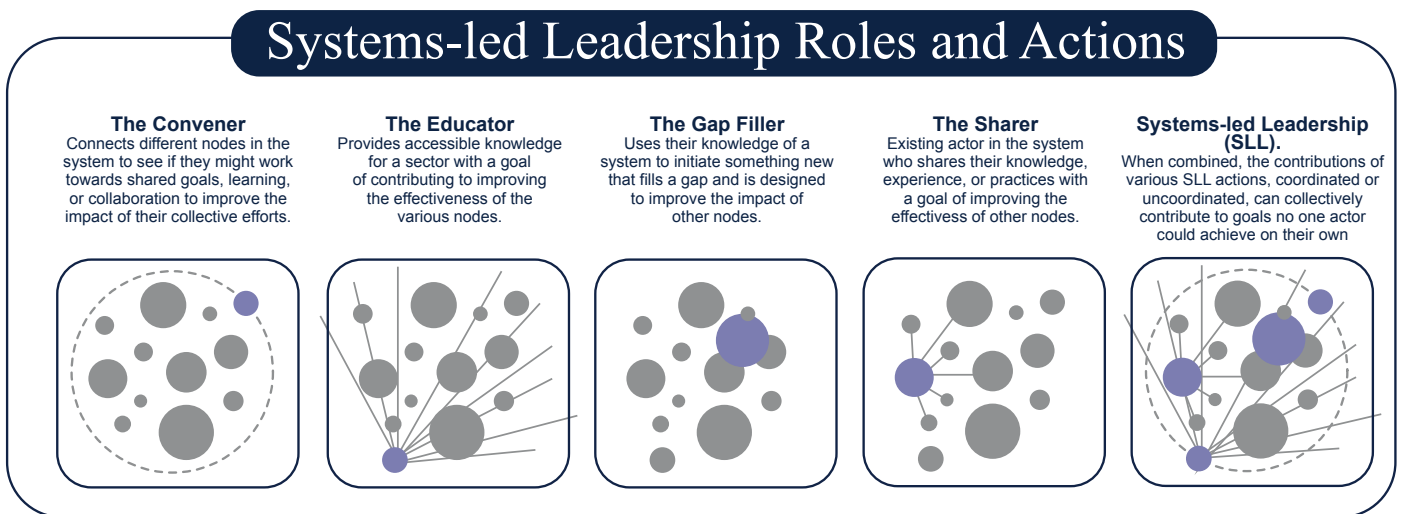 Systems-led Leadership Roles and Actions
The Convener
Connects different nodes in the
system to see if they might work
towards shared goals, learning,
or collaboration to improve the
impact of their collective efforts.
The Educator
Provides accessible knowledge
for a sector with a goal
of contributing to improving
the effectiveness of the
various nodes.
The Gap Filler
Uses their knowledge of a
system to initiate something new
that fills a gap and is designed
to improve the impact of
other nodes.
The Sharer
Existing actor in the system
who shares their knowledge,
experience, or practices with
a goal of improving the
effectivess of other nodes.
Systems-led Leadership
(SLL).
When combined, the contributions of
various SLL actions, coordinated or
uncoordinated, can collectively
contribute to goals no one actor
could achieve on their own